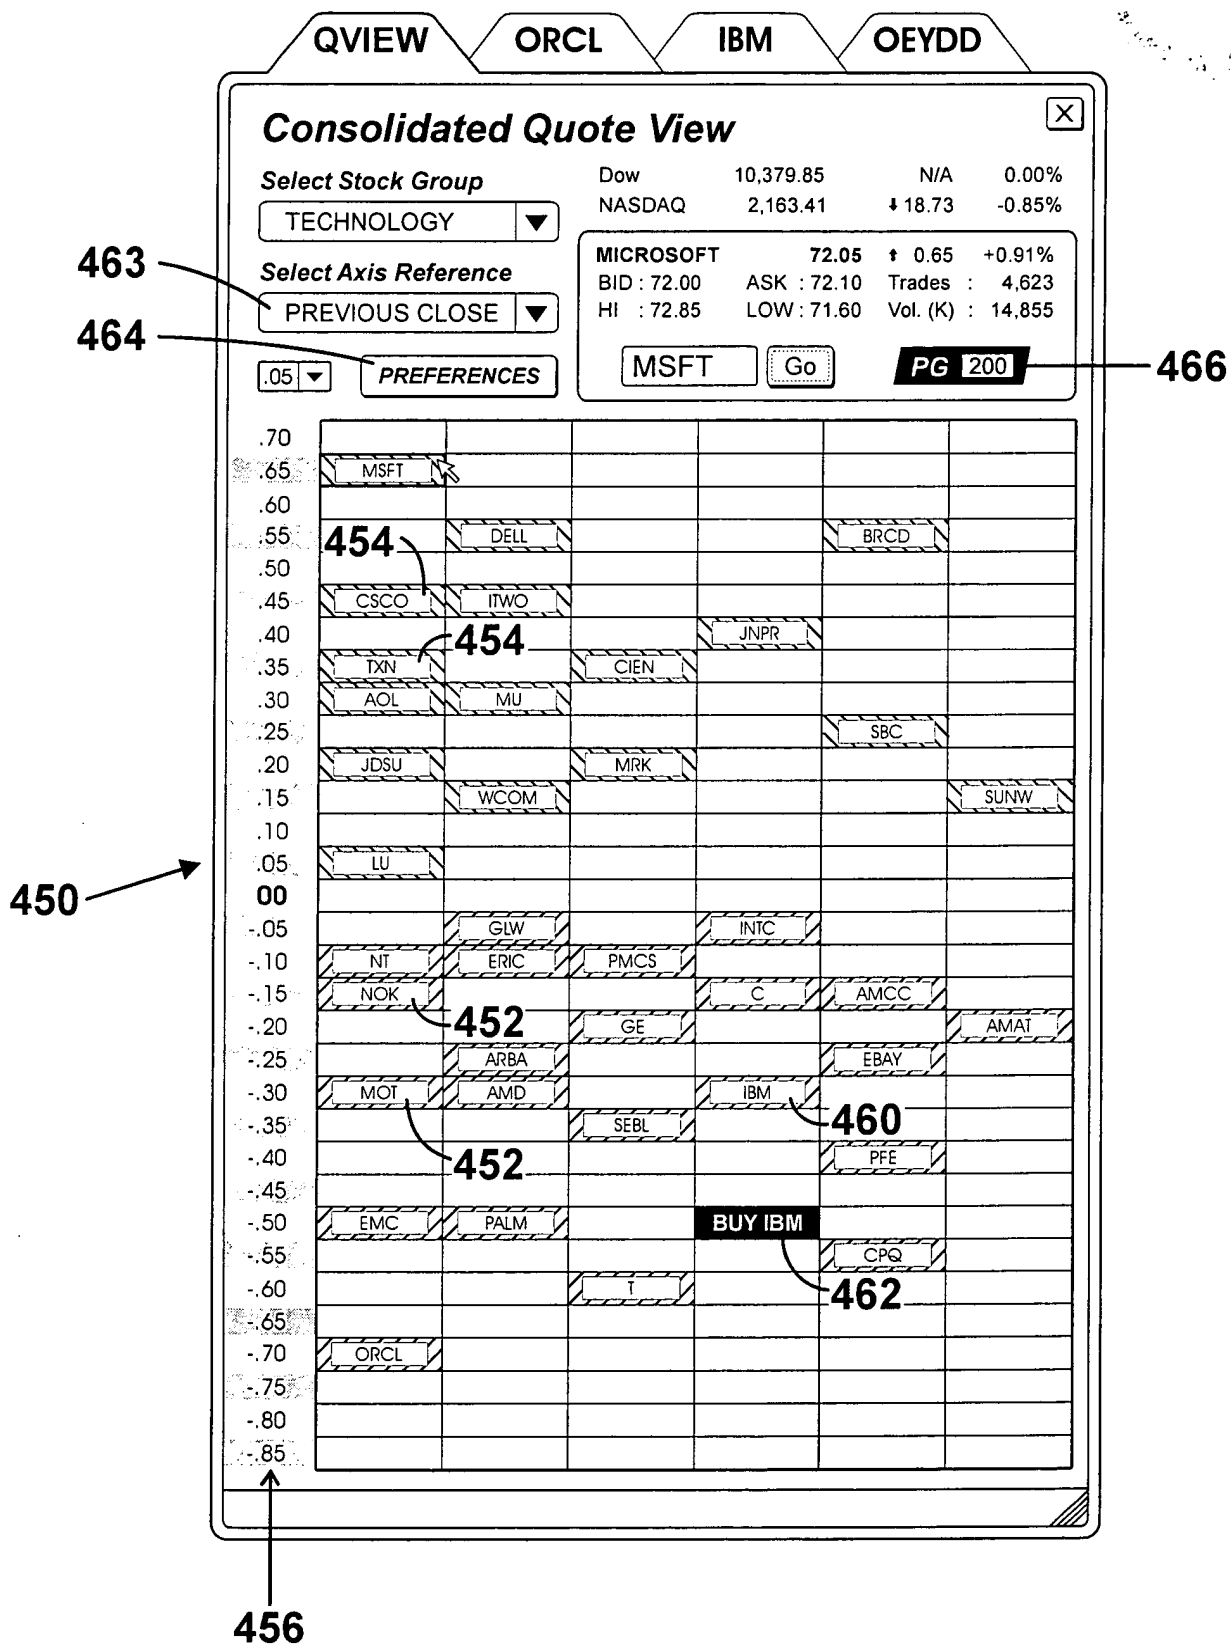 QVIEW ORCL IBM OEYDD
Consolidated Quote View X
Select Stock Group
TECHNOLOGY
Dow 10,379.85 N/A 0.00%
NASDAQ 2,163.41 18.73 -0.85%
463
Select Axis Reference
PREVIOUS CLOSE
MICROSOFT 72.05 0.65 +0.91%
BID : 72.00 ASK : 72.10 Trades : 4,623
HI : 72.85 LOW : 71.60 Vol. (K) : 14,855
464
.05 PREFERENCES
MSFT Go PG 200 466
.70
.65 MSFT
.60
.55 454 DELL BRCD
.50
.45 CSCO ITWO
.40 454 JNPR
.35 TXN CIEN
.30 AOL MU
.25 SBC
.20 JDSU MRK
.15 WCOM SUNW
.10
.05 LU
450
00
-.05 GLW INTC
-.10 NT ERIC PMCS
-.15 NOK C AMCC
-.20 452 GE AMAT
-.25 ARBA EBAY
-.30 MOT AMD IBM
-.35 SEBL 460
-.40 452 PFE
-.45
-.50 EMC PALM BUY IBM
-.55 CPQ
-.60 T 462
-.65
-.70 ORCL
-.75
-.80
-.85
456